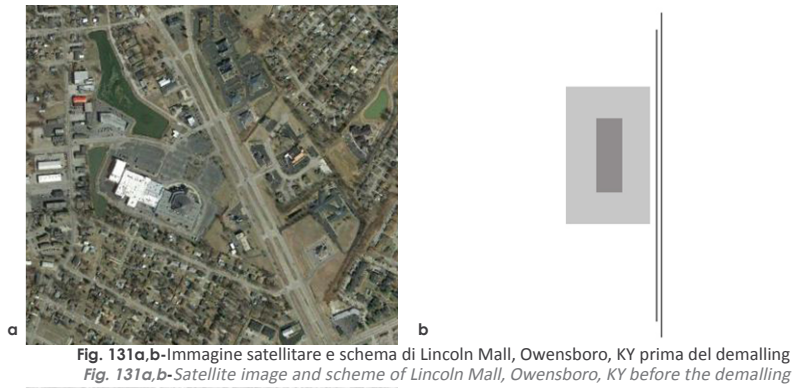 a
b
Fig. 131a,b-Immagine satellitare e schema di Lincoln Mall, Owensboro, KY prima del demalling
Fig. 131a,b-Satellite image and scheme of Lincoln Mall, Owensboro, KY before the demalling